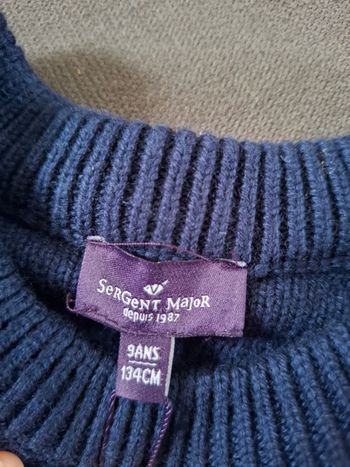 SeRGeNT MaJoR
depuis 1987
9ANS
134CM